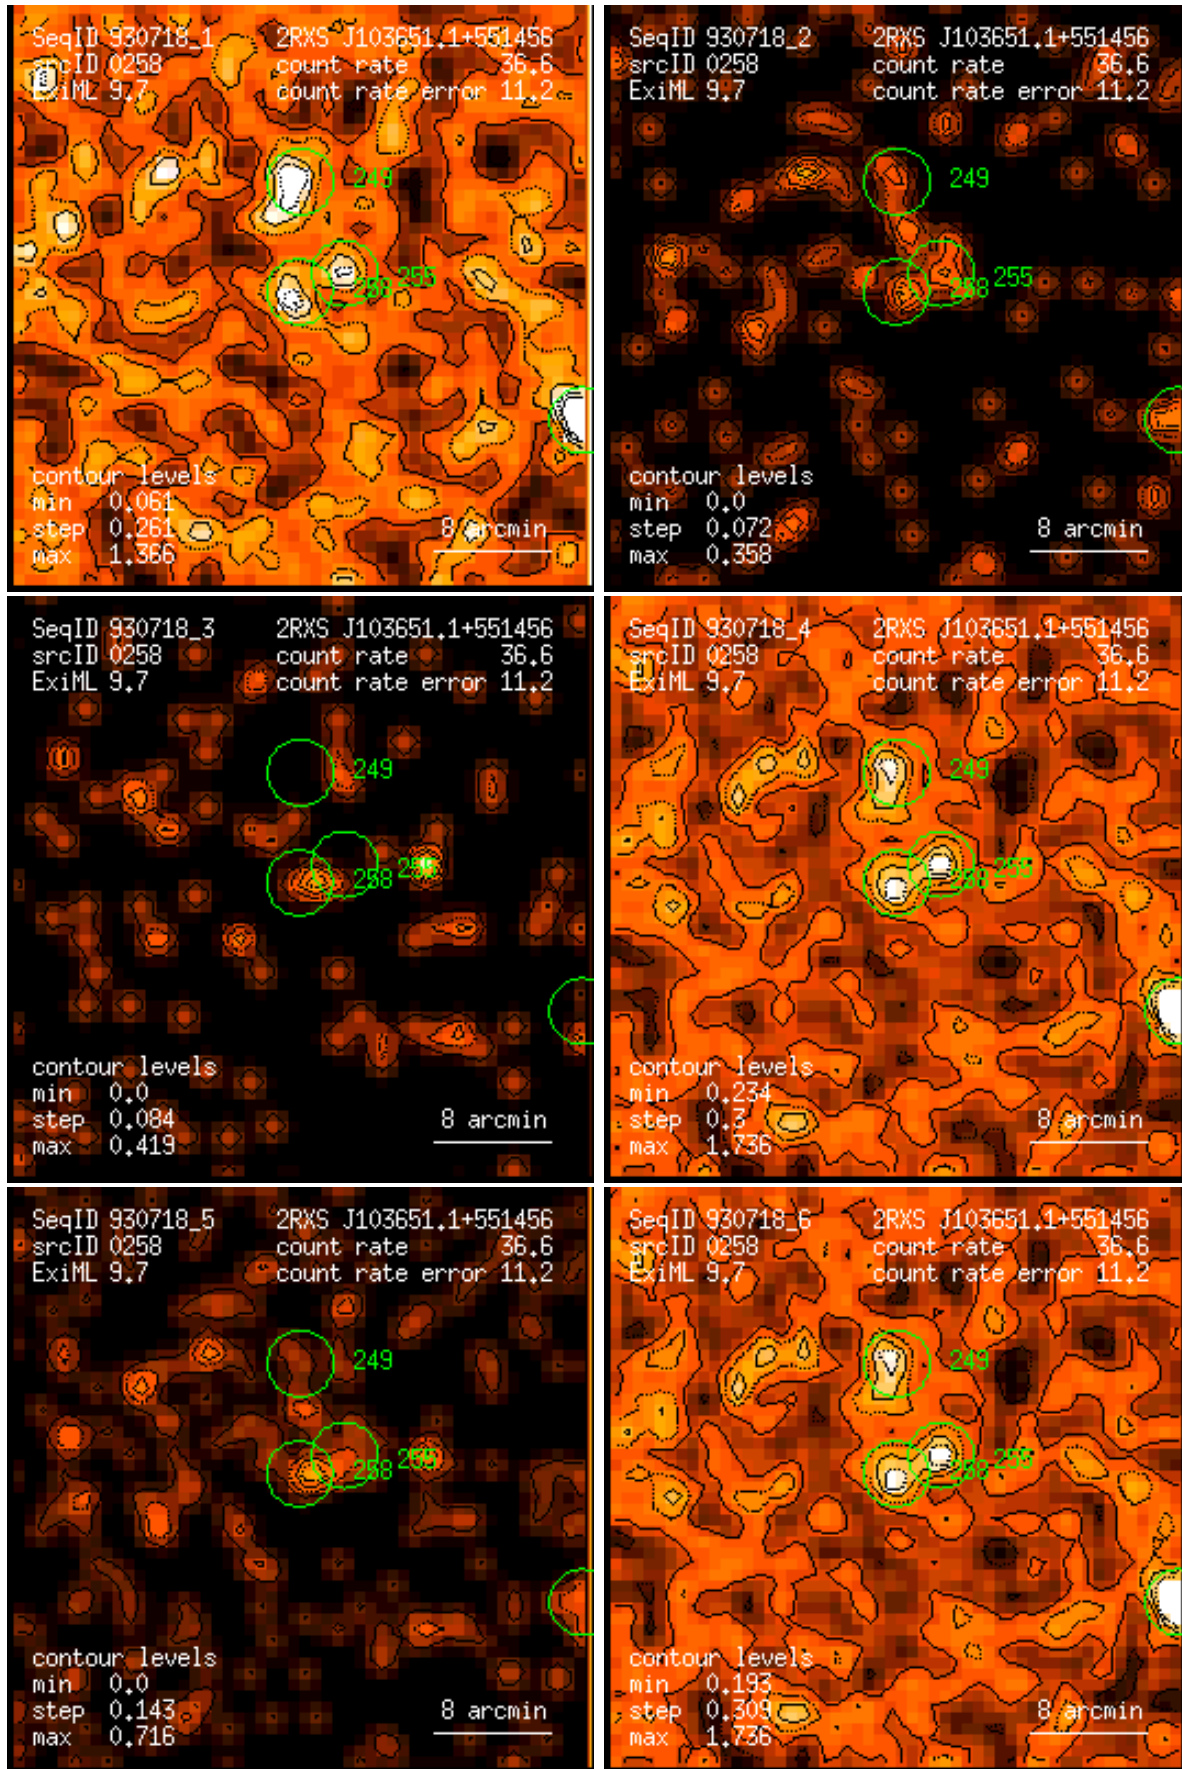 SeqID 930718_1 2RXS J103651.1+551456
srcID 0258 count rate 36.6
ExiML 9.7 count rate error 11.2
249
255
258
contour levels
min 0.061
step 0.261
max 1.366
8 arcmin
SeqID 930718_2 2RXS J103651.1+551456
srcID 0258 count rate 36.6
ExiML 9.7 count rate error 11.2
249
255
258
contour levels
min 0.0
step 0.072
max 0.358
8 arcmin
SeqID 930718_3 2RXS J103651.1+551456
srcID 0258 count rate 36.6
ExiML 9.7 count rate error 11.2
249
255
258
contour levels
min 0.0
step 0.084
max 0.419
8 arcmin
SeqID 930718_4 2RXS J103651.1+551456
srcID 0258 count rate 36.6
ExiML 9.7 count rate error 11.2
249
255
258
contour levels
min 0.234
step 0.3
max 1.736
8 arcmin
SeqID 930718_5 2RXS J103651.1+551456
srcID 0258 count rate 36.6
ExiML 9.7 count rate error 11.2
249
255
258
contour levels
min 0.0
step 0.143
max 0.716
8 arcmin
SeqID 930718_6 2RXS J103651.1+551456
srcID 0258 count rate 36.6
ExiML 9.7 count rate error 11.2
249
255
258
contour levels
min 0.193
step 0.309
max 1.736
8 arcmin